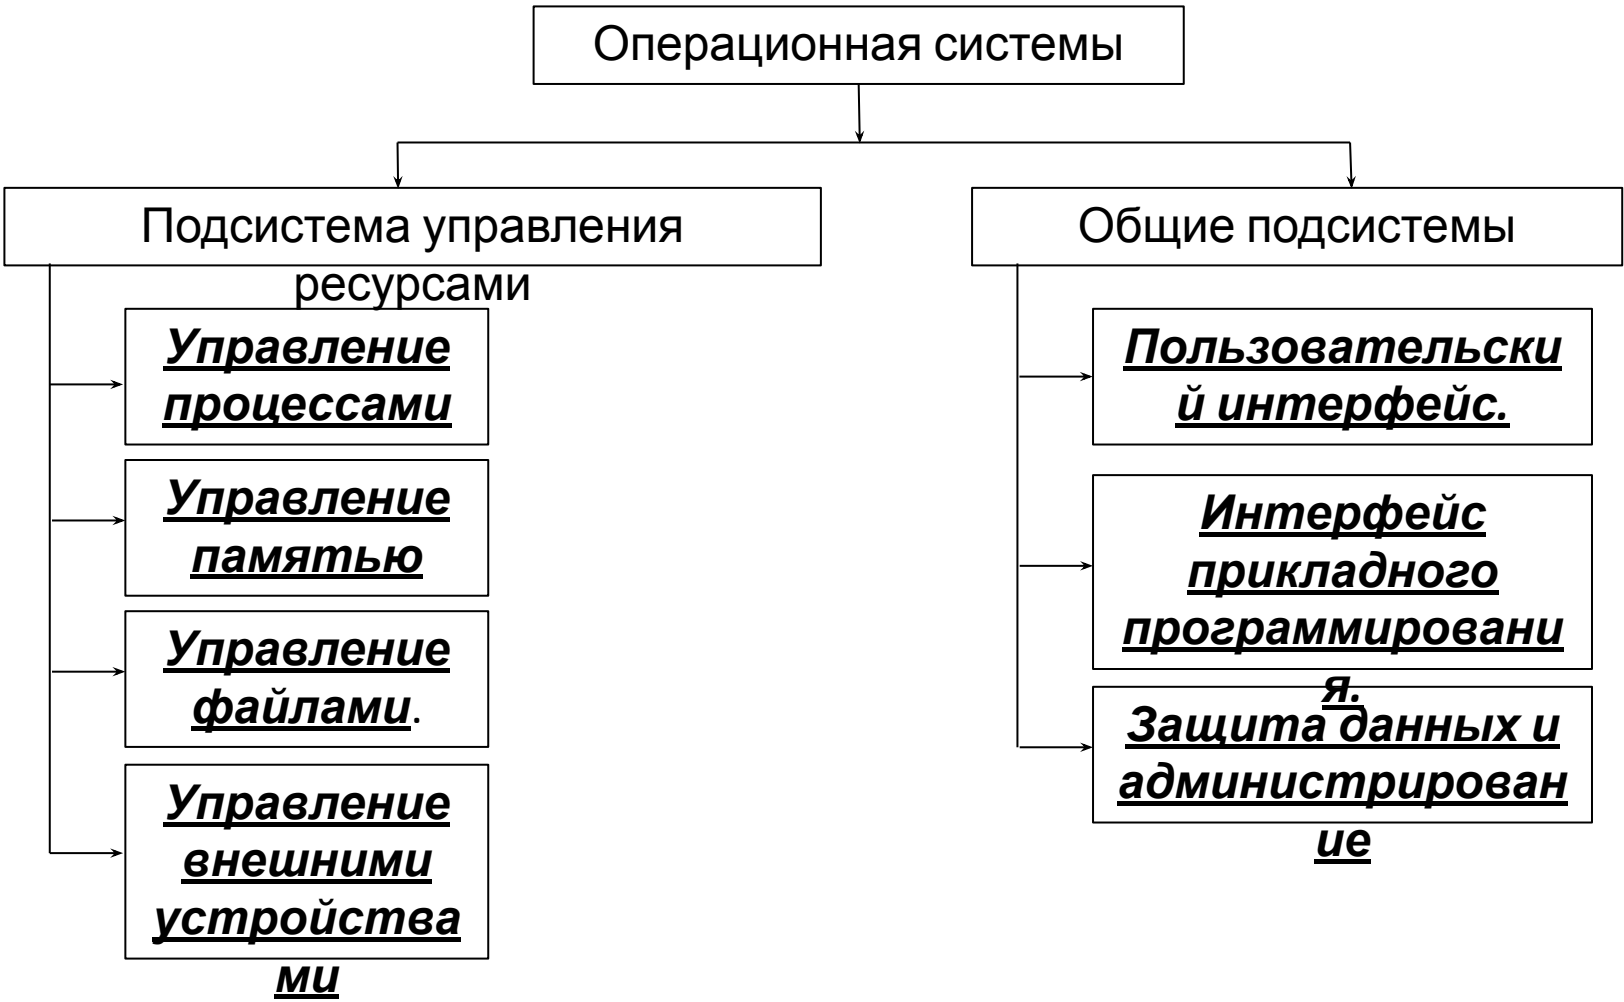 Операционная системы
Подсистема управления
ресурсами
Управление
процессами
Управление
памятью
Управление
файлами.
Управление
внешними
устройства
ми
Общие подсистемы
Пользовательски
й интерфейс.
Интерфейс
прикладного
программировани
я.
Защита данных и
администрирован
ие